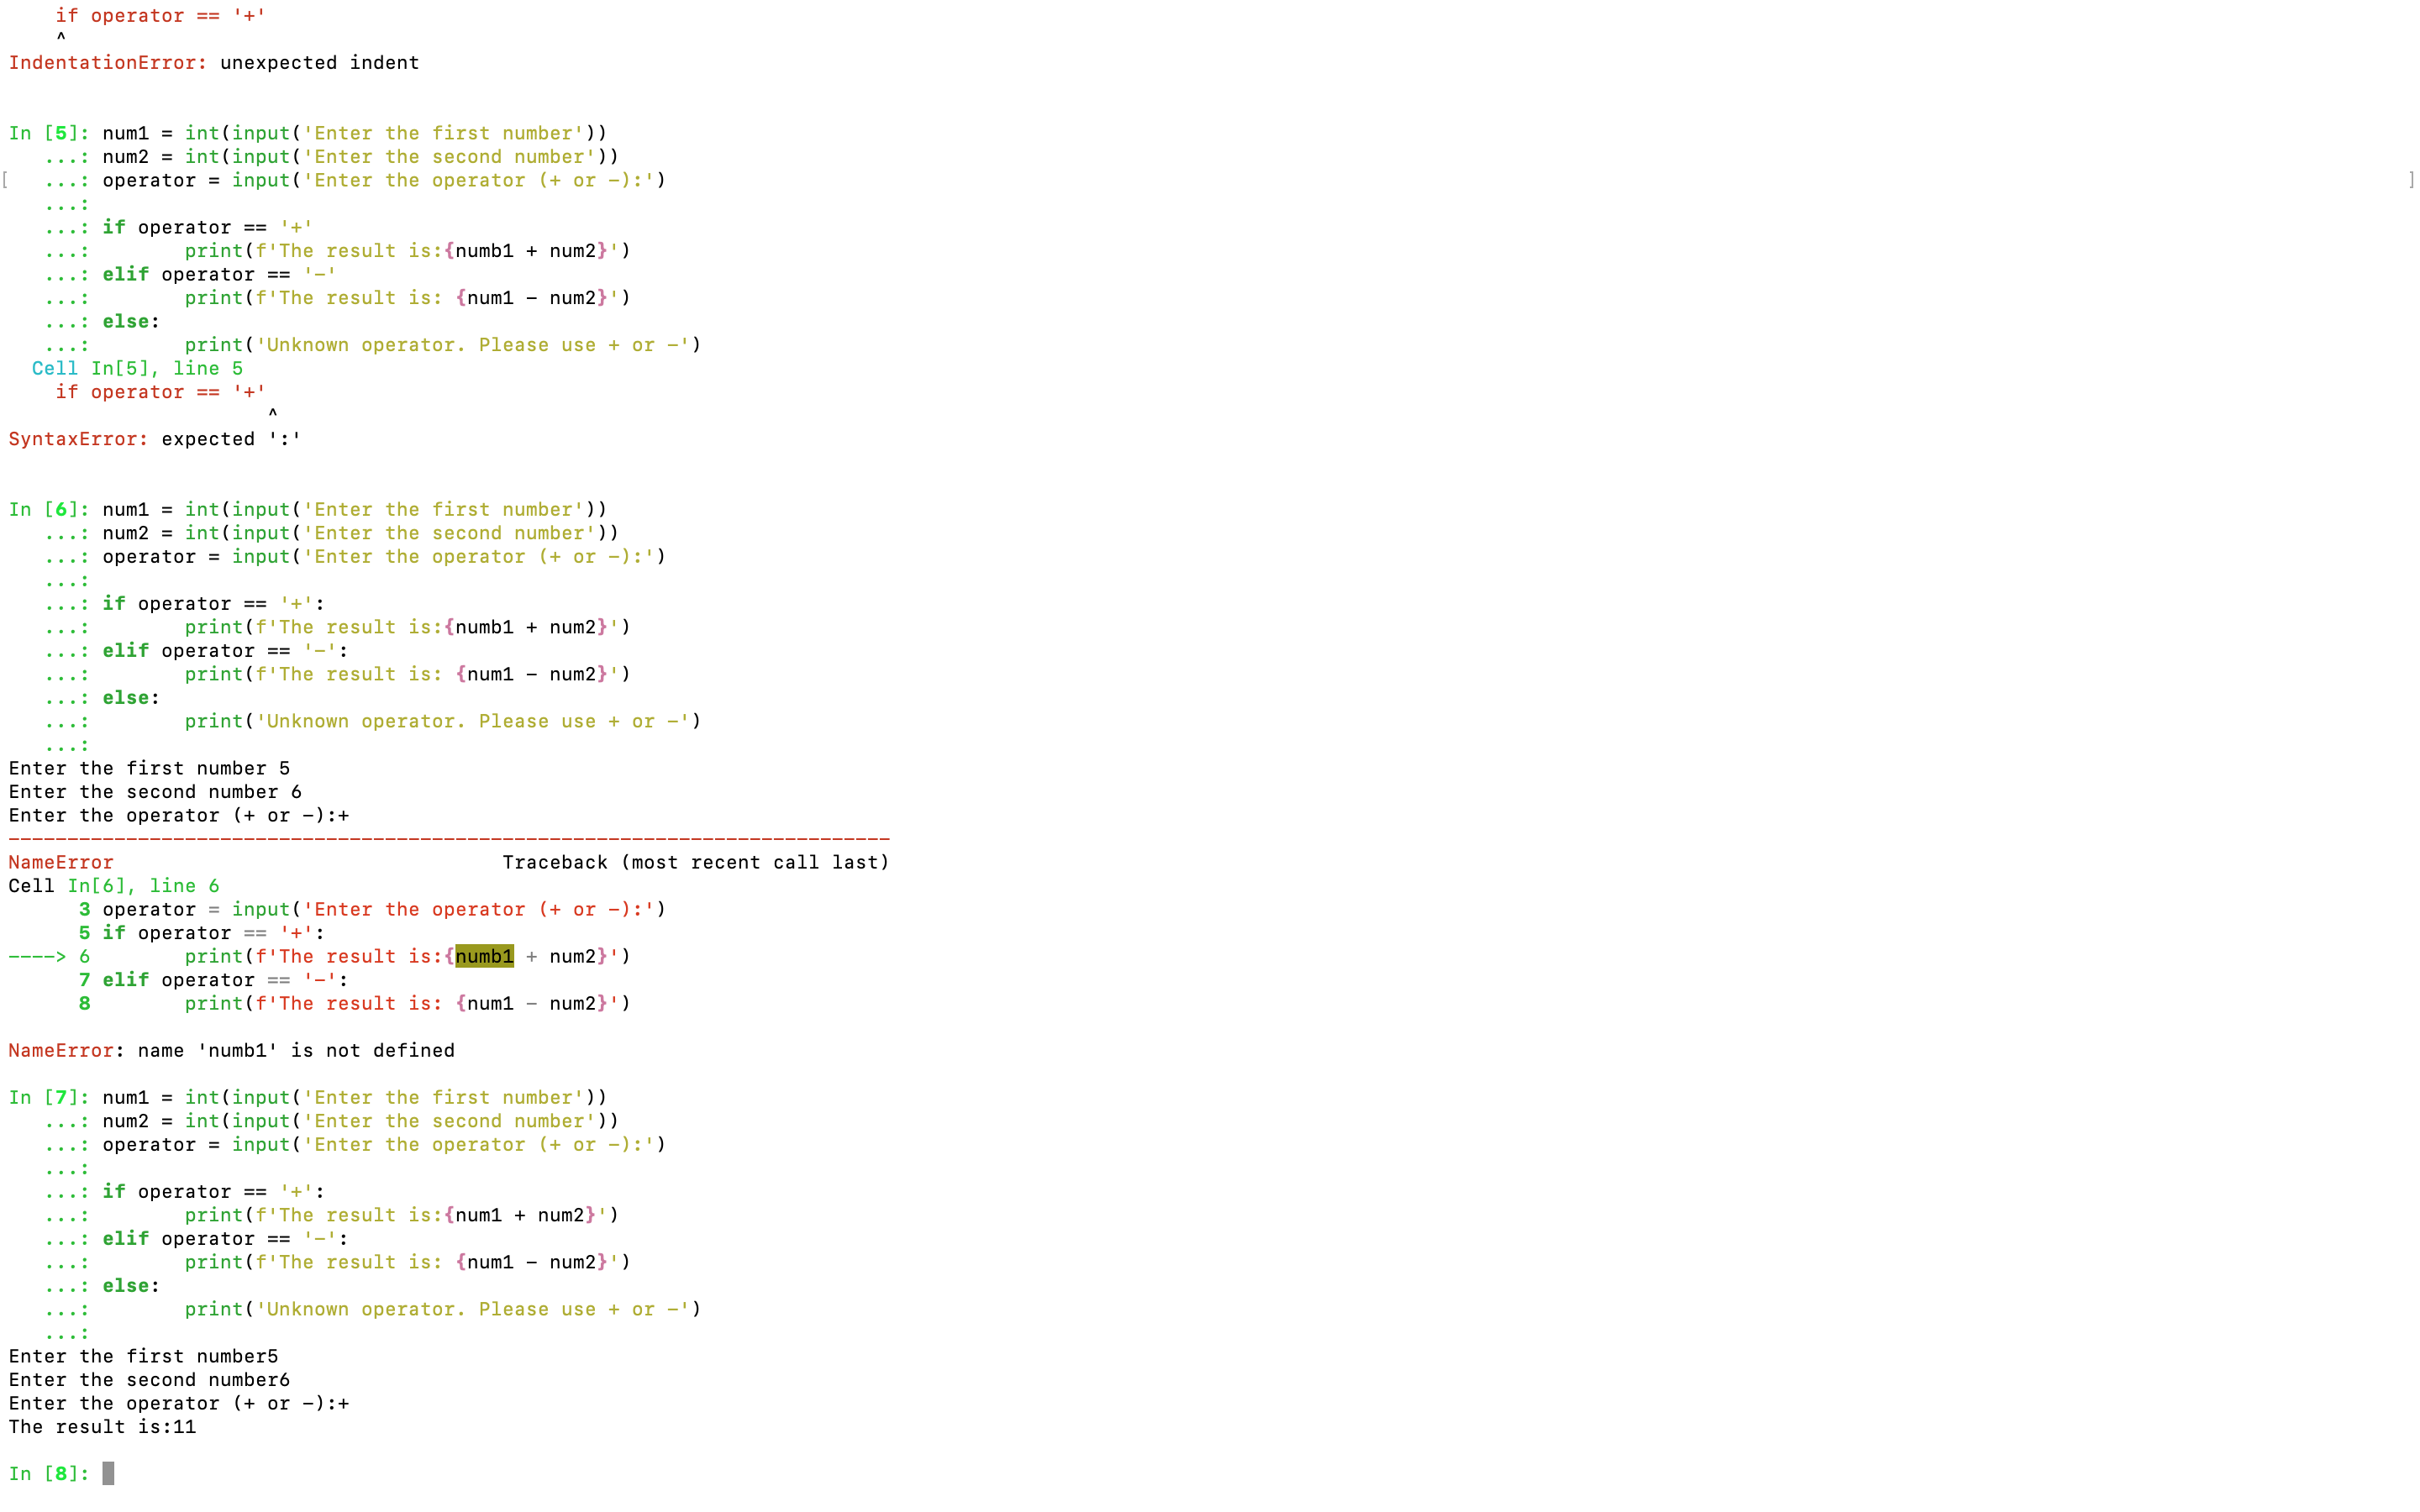 if operator == '+'
    ^
IndentationError: unexpected indent
In [5]: num1 = int(input('Enter the first number'))
   ...: num2 = int(input('Enter the second number'))
[   ...: operator = input('Enter the operator (+ or -):') ]
   ...:
   ...: if operator == '+'
   ...:        print(f'The result is:{numb1 + num2}')
   ...: elif operator == '-'
   ...:        print(f'The result is: {num1 - num2}')
   ...: else:
   ...:        print('Unknown operator. Please use + or -')
  Cell In[5], line 5
    if operator == '+'
                      ^
SyntaxError: expected ':'
In [6]: num1 = int(input('Enter the first number'))
   ...: num2 = int(input('Enter the second number'))
   ...: operator = input('Enter the operator (+ or -):')
   ...:
   ...: if operator == '+':
   ...:        print(f'The result is:{numb1 + num2}')
   ...: elif operator == '-':
   ...:        print(f'The result is: {num1 - num2}')
   ...: else:
   ...:        print('Unknown operator. Please use + or -')
   ...:
Enter the first number 5
Enter the second number 6
Enter the operator (+ or -):+
---------------------------------------------------------------------------
NameError                                 Traceback (most recent call last)
Cell In[6], line 6
      3 operator = input('Enter the operator (+ or -):')
      5 if operator == '+':
----> 6        print(f'The result is:{numb1 + num2}')
      7 elif operator == '-':
      8        print(f'The result is: {num1 - num2}')
NameError: name 'numb1' is not defined
In [7]: num1 = int(input('Enter the first number'))
   ...: num2 = int(input('Enter the second number'))
   ...: operator = input('Enter the operator (+ or -):')
   ...:
   ...: if operator == '+':
   ...:        print(f'The result is:{num1 + num2}')
   ...: elif operator == '-':
   ...:        print(f'The result is: {num1 - num2}')
   ...: else:
   ...:        print('Unknown operator. Please use + or -')
   ...:
Enter the first number5
Enter the second number6
Enter the operator (+ or -):+
The result is:11
In [8]: